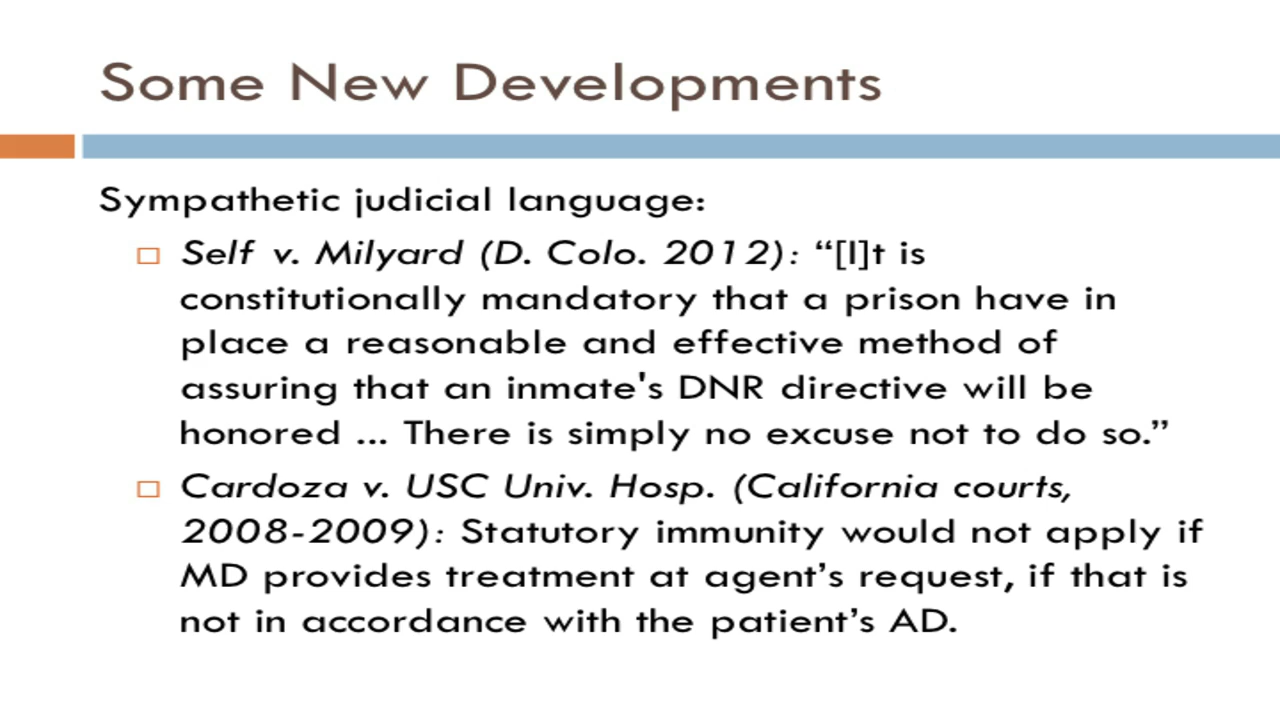 Some New Developments
Sympathetic judicial language:
Self v. Milyard (D. Colo. 2012): “[I]t is
constitutionally mandatory that a prison have in
place a reasonable and effective method of
assuring that an inmate's DNR directive will be
honored ... There is simply no excuse not to do so.”
Cardoza v. USC Univ. Hosp. (California courts,
2008-2009): Statutory immunity would not apply if
MD provides treatment at agent’s request, if that is
not in accordance with the patient’s AD.